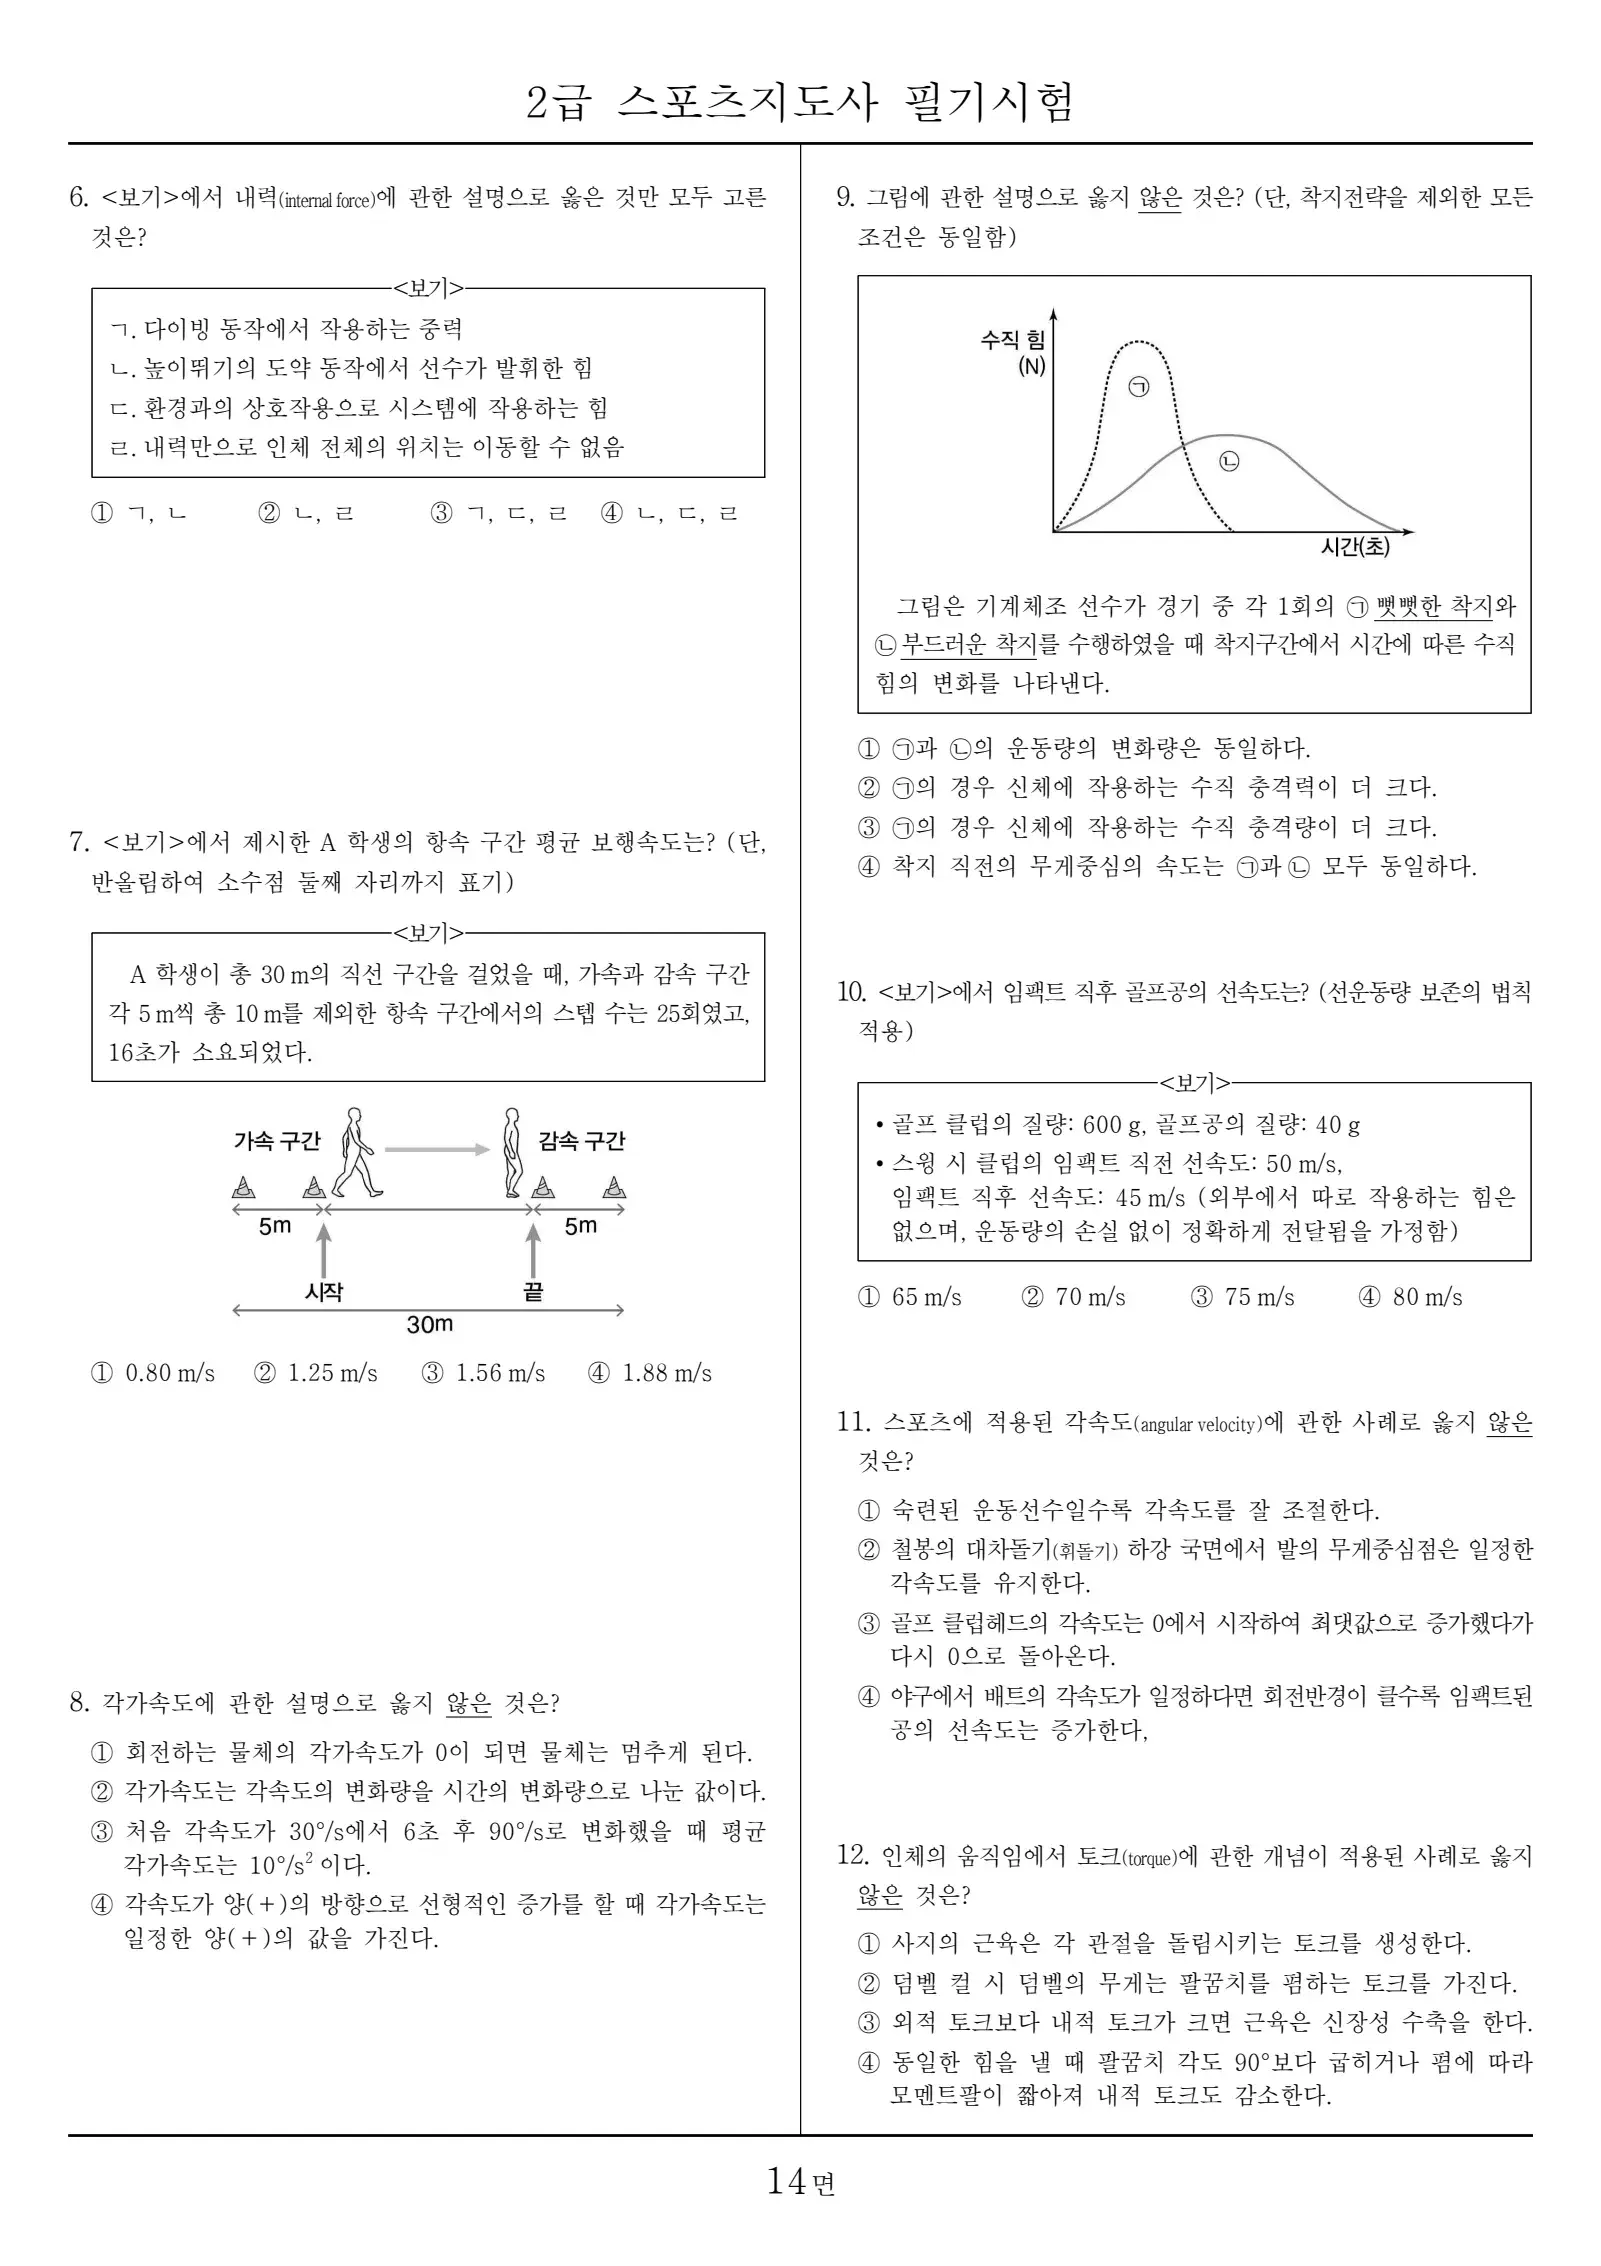 2급 스포츠지도사 필기시험
6. <보기>에서 내력(internal force)에 관한 설명으로 옳은 것만 모두 고른
것은?
<보기>
ㄱ. 다이빙 동작에서 작용하는 중력
ㄴ. 높이뛰기의 도약 동작에서 선수가 발휘한 힘
ㄷ. 환경과의 상호작용으로 시스템에 작용하는 힘
ㄹ. 내력만으로 인체 전체의 위치는 이동할 수 없음
① ㄱ, ㄴ ② ㄴ, ㄹ ③ ㄱ, ㄷ, ㄹ ④ ㄴ, ㄷ, ㄹ
7. <보기>에서 제시한 A 학생의 항속 구간 평균 보행속도는? (단,
반올림하여 소수점 둘째 자리까지 표기)
<보기>
A 학생이 총 30 m의 직선 구간을 걸었을 때, 가속과 감속 구간
각 5 m씩 총 10 m를 제외한 항속 구간에서의 스텝 수는 25회였고,
16초가 소요되었다.
가속 구간 감속 구간
5m 5m
시작 끝
30m
① 0.80 m/s ② 1.25 m/s ③ 1.56 m/s ④ 1.88 m/s
8. 각가속도에 관한 설명으로 옳지 않은 것은?
① 회전하는 물체의 각가속도가 0이 되면 물체는 멈추게 된다.
② 각가속도는 각속도의 변화량을 시간의 변화량으로 나눈 값이다.
③ 처음 각속도가 30°/s에서 6초 후 90°/s로 변화했을 때 평균
각가속도는 10°/s² 이다.
④ 각속도가 양(+)의 방향으로 선형적인 증가를 할 때 각가속도는
일정한 양(+)의 값을 가진다.
9. 그림에 관한 설명으로 옳지 않은 것은? (단, 착지전략을 제외한 모든
조건은 동일함)
수직 힘
(N)
㉠
㉡
시간(초)
그림은 기계체조 선수가 경기 중 각 1회의 ㉠ 뻣뻣한 착지와
㉡ 부드러운 착지를 수행하였을 때 착지구간에서 시간에 따른 수직
힘의 변화를 나타낸다.
① ㉠과 ㉡의 운동량의 변화량은 동일하다.
② ㉠의 경우 신체에 작용하는 수직 충격력이 더 크다.
③ ㉠의 경우 신체에 작용하는 수직 충격량이 더 크다.
④ 착지 직전의 무게중심의 속도는 ㉠과 ㉡ 모두 동일하다.
10. <보기>에서 임팩트 직후 골프공의 선속도는? (선운동량 보존의 법칙
적용)
<보기>
• 골프 클럽의 질량: 600 g, 골프공의 질량: 40 g
• 스윙 시 클럽의 임팩트 직전 선속도: 50 m/s,
임팩트 직후 선속도: 45 m/s (외부에서 따로 작용하는 힘은
없으며, 운동량의 손실 없이 정확하게 전달됨을 가정함)
① 65 m/s ② 70 m/s ③ 75 m/s ④ 80 m/s
11. 스포츠에 적용된 각속도(angular velocity)에 관한 사례로 옳지 않은
것은?
① 숙련된 운동선수일수록 각속도를 잘 조절한다.
② 철봉의 대차돌기(휘돌기) 하강 국면에서 발의 무게중심점은 일정한
각속도를 유지한다.
③ 골프 클럽헤드의 각속도는 0에서 시작하여 최댓값으로 증가했다가
다시 0으로 돌아온다.
④ 야구에서 배트의 각속도가 일정하다면 회전반경이 클수록 임팩트된
공의 선속도는 증가한다,
12. 인체의 움직임에서 토크(torque)에 관한 개념이 적용된 사례로 옳지
않은 것은?
① 사지의 근육은 각 관절을 돌림시키는 토크를 생성한다.
② 덤벨 컬 시 덤벨의 무게는 팔꿈치를 폄하는 토크를 가진다.
③ 외적 토크보다 내적 토크가 크면 근육은 신장성 수축을 한다.
④ 동일한 힘을 낼 때 팔꿈치 각도 90°보다 굽히거나 폄에 따라
모멘트팔이 짧아져 내적 토크도 감소한다.
14면